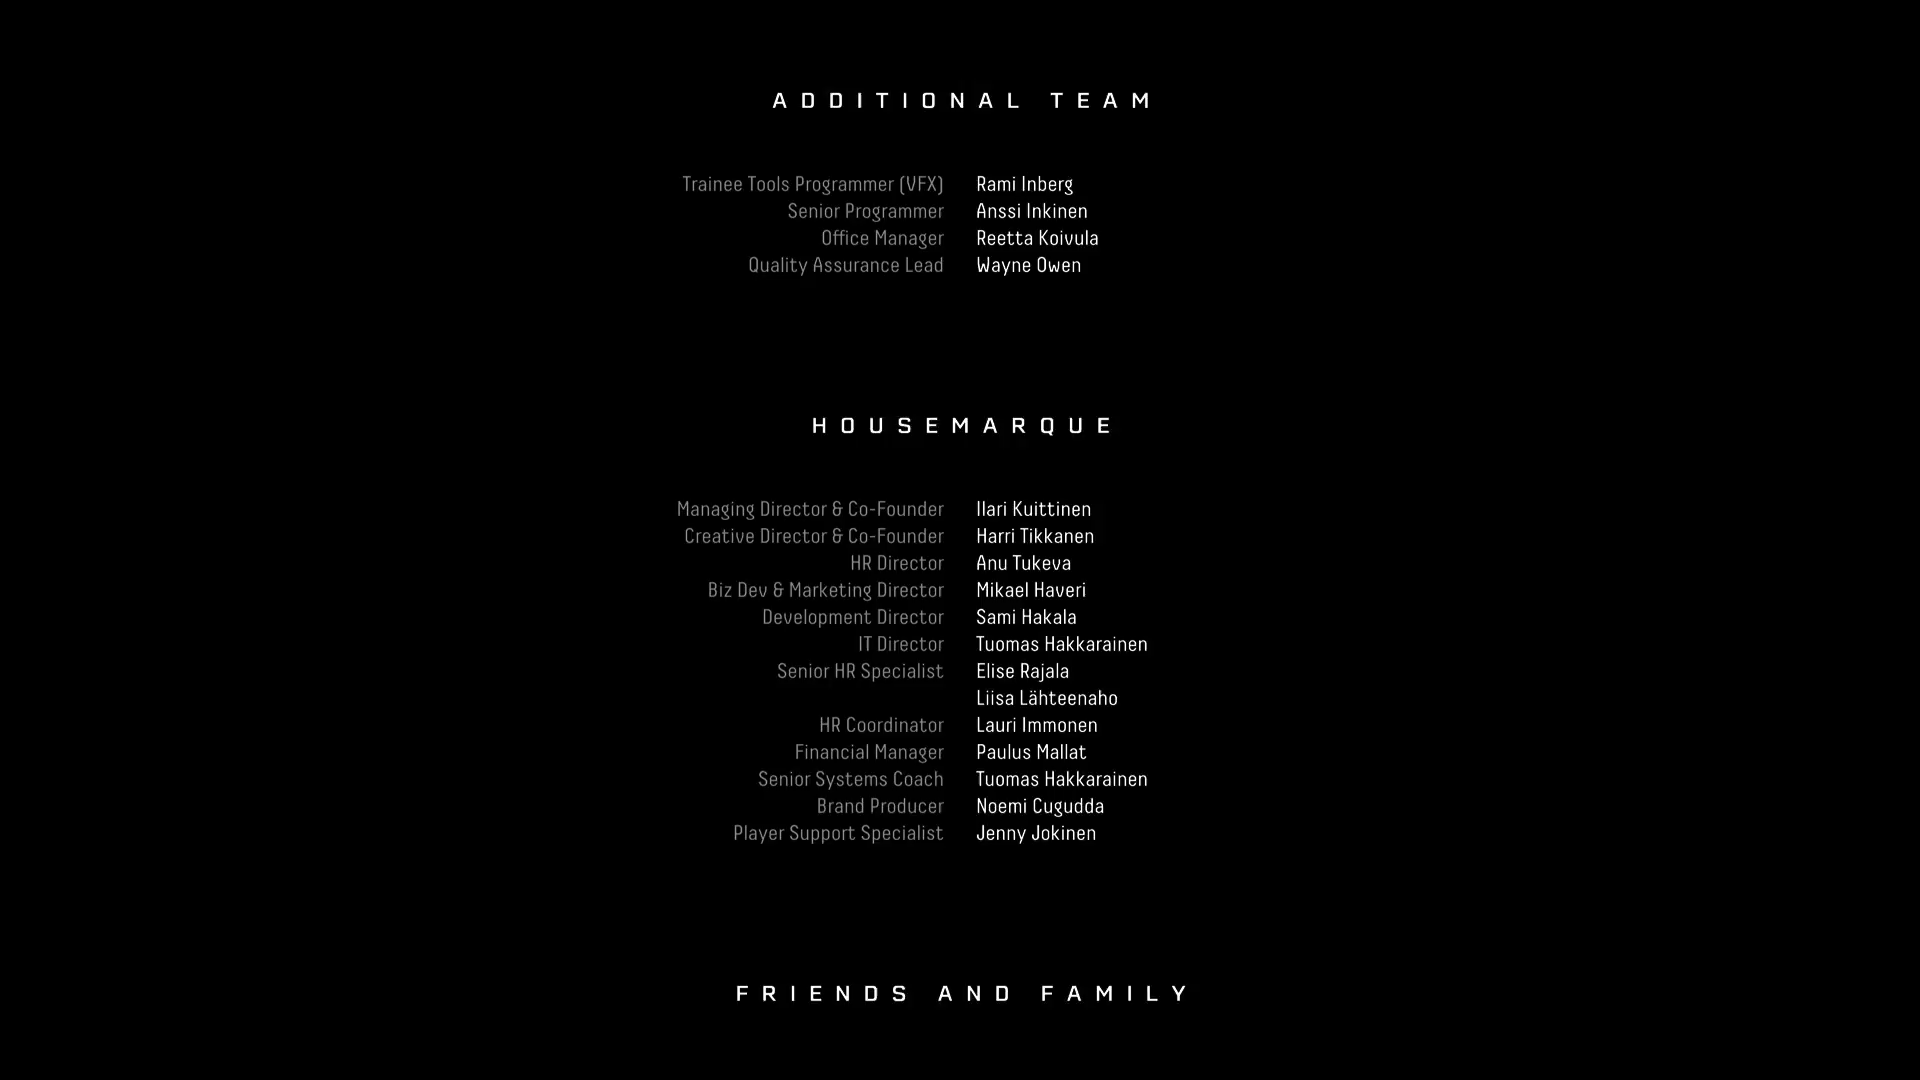 ADDITIONAL TEAM
Trainee Tools Programmer (VFX) Rami Inberg
Senior Programmer Anssi Inkinen
Office Manager Reetta Koivula
Quality Assurance Lead Wayne Owen
HOUSEMARQUE
Managing Director & Co-Founder Ilari Kuittinen
Creative Director & Co-Founder Harri Tikkanen
HR Director Anu Tukeva
Biz Dev & Marketing Director Mikael Haveri
Development Director Sami Hakala
IT Director Tuomas Hakkarainen
Senior HR Specialist Elise Rajala
Liisa Lähteenaho
HR Coordinator Lauri Immonen
Financial Manager Paulus Mallat
Senior Systems Coach Tuomas Hakkarainen
Brand Producer Noemi Cugudda
Player Support Specialist Jenny Jokinen
FRIENDS AND FAMILY